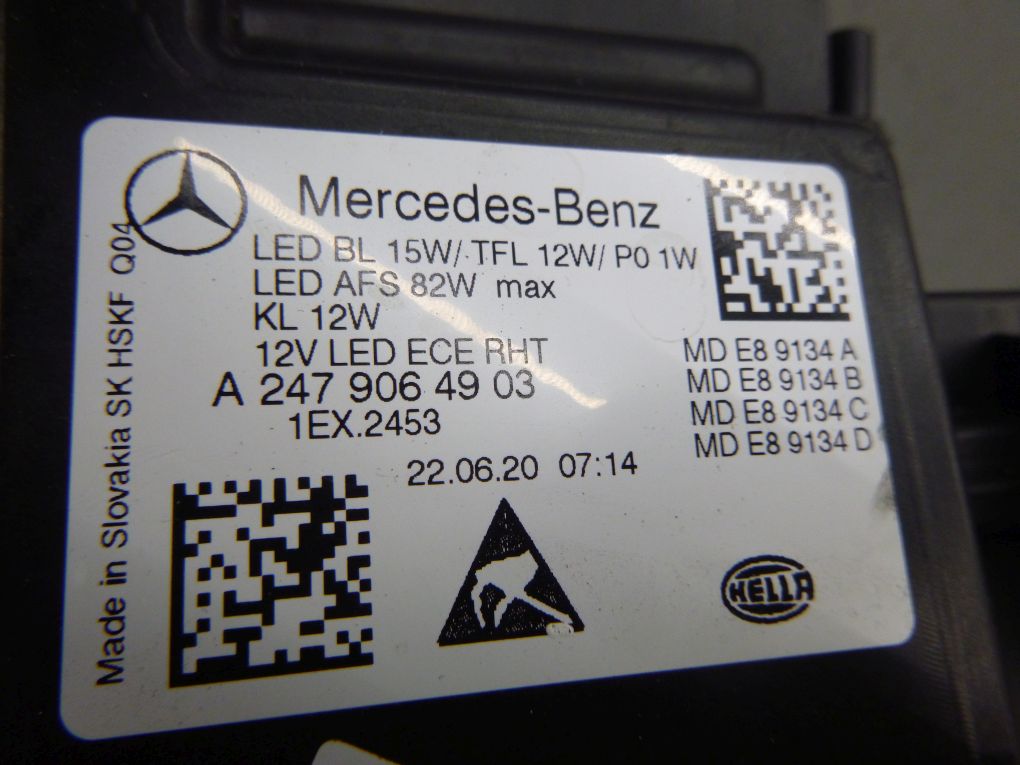 Mercedes-Benz
LED BL 15W/ TFL 12W/ PO 1W
LED AFS 82W max
KL 12W
12V LED ECE RHT
A 247 906 49 03
1EX.2453
22.06.20 07:14
MD E8 9134 A
MD E8 9134 B
MD E8 9134 C
MD E8 9134 D
HELLA
Made in Slovakia SK HSKF Q04